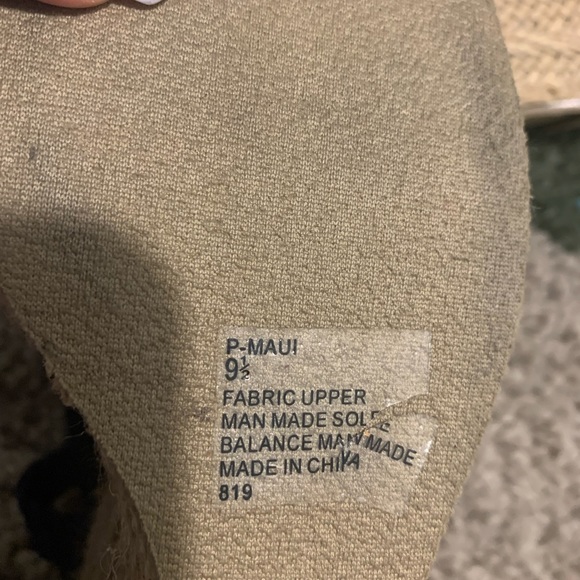 P-MAUI
9½
FABRIC UPPER
MAN MADE SOLE
BALANCE MAN MADE
MADE IN CHINA
819